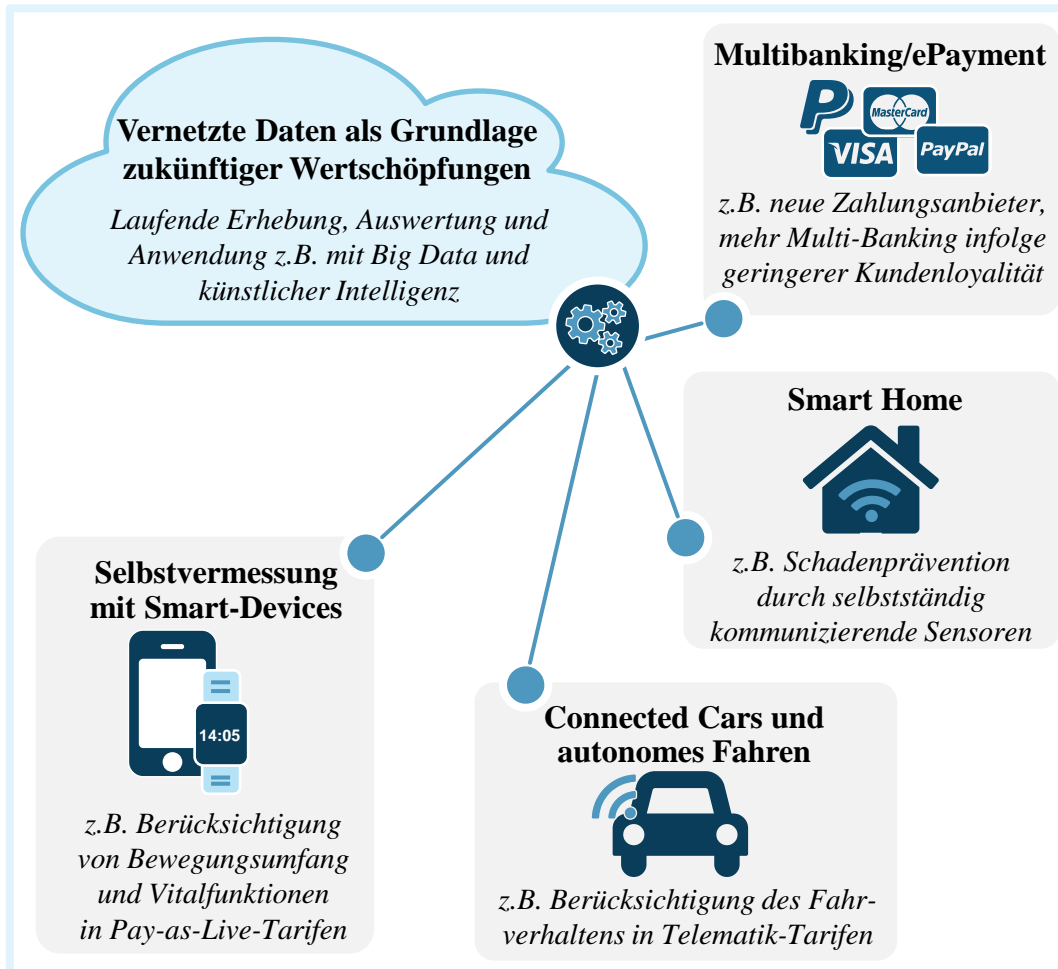 Vernetzte Daten als Grundlage
zukünftiger Wertschöpfungen
Laufende Erhebung, Auswertung und
Anwendung z.B. mit Big Data und
künstlicher Intelligenz
Multibanking/ePayment
P
MasterCard
VISA
PayPal
z.B. neue Zahlungsanbieter,
mehr Multi-Banking infolge
geringerer Kundenloyalität
Smart Home
z.B. Schadenprävention
durch selbstständig
kommunizierende Sensoren
Selbstvermessung
mit Smart-Devices
14:05
z.B. Berücksichtigung
von Bewegungsumfang
und Vitalfunktionen
in Pay-as-Live-Tarifen
Connected Cars und
autonomes Fahren
z.B. Berücksichtigung des Fahr-
verhaltens in Telematik-Tarifen